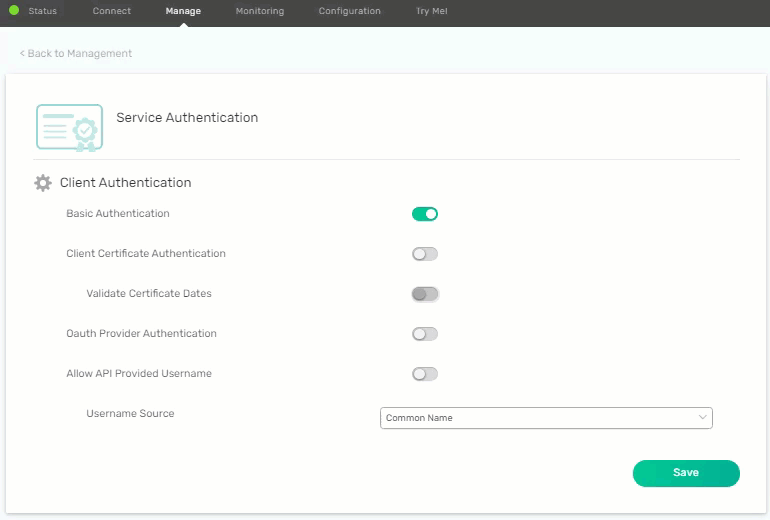 Status Connect Manage Monitoring Configuration Try Me!
< Back to Management
Service Authentication
Client Authentication
Basic Authentication
Client Certificate Authentication
Validate Certificate Dates
Oauth Provider Authentication
Allow API Provided Username
Username Source Common Name
Save